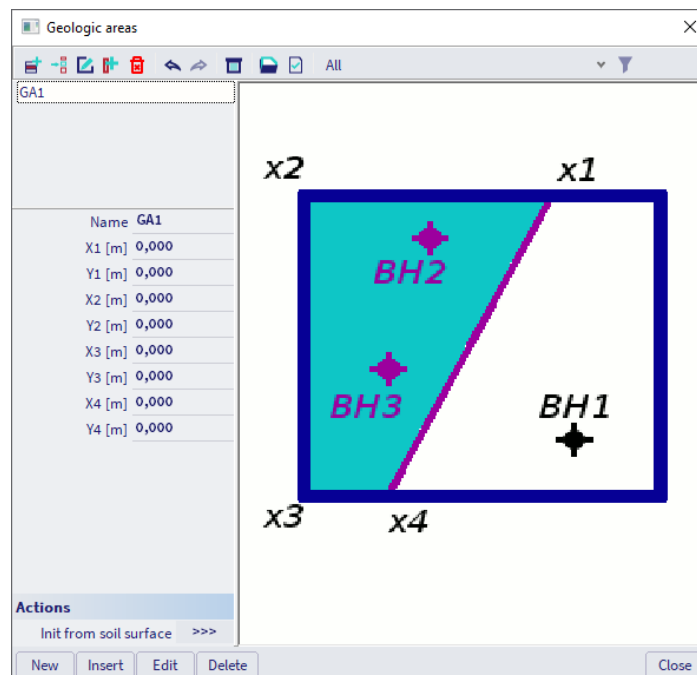 Geologic areas
All
GA1
Name GA1
X1 [m] 0,000
Y1 [m] 0,000
X2 [m] 0,000
Y2 [m] 0,000
X3 [m] 0,000
Y3 [m] 0,000
X4 [m] 0,000
Y4 [m] 0,000
x2 x1
BH2
BH3 BH1
x3 x4
Actions
Init from soil surface >>>
New Insert Edit Delete Close